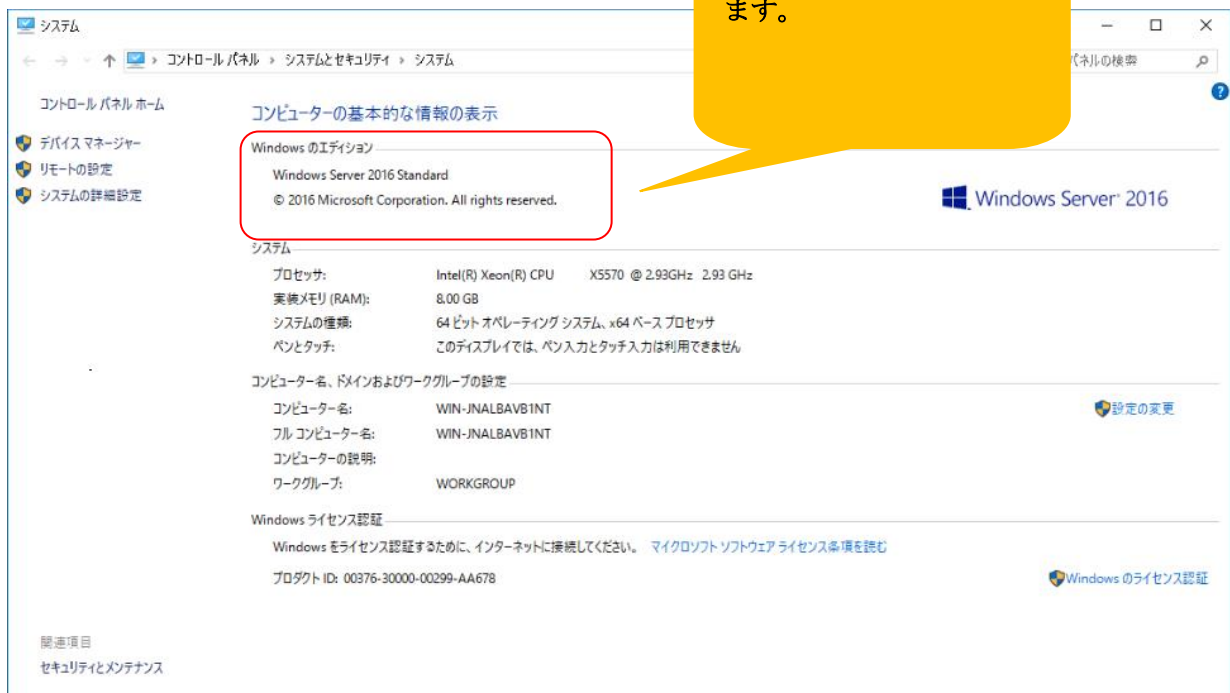 ます。
システム
コントロール パネル › システムとセキュリティ › システム
パネルの検索
コントロール パネル ホーム
デバイス マネージャー
リモートの設定
システムの詳細設定
コンピューターの基本的な情報の表示
Windows のエディション
Windows Server 2016 Standard
© 2016 Microsoft Corporation. All rights reserved.
Windows Server 2016
システム
プロセッサ: Intel(R) Xeon(R) CPU X5570 @ 2.93GHz 2.93 GHz
実装メモリ (RAM): 8.00 GB
システムの種類: 64 ビット オペレーティング システム、x64 ベース プロセッサ
ペンとタッチ: このディスプレイでは、ペン入力とタッチ入力は利用できません
コンピューター名、ドメインおよびワークグループの設定
コンピューター名: WIN-JNALBAVB1NT
設定の変更
フル コンピューター名: WIN-JNALBAVB1NT
コンピューターの説明:
ワークグループ: WORKGROUP
Windows ライセンス認証
Windows をライセンス認証するために、インターネットに接続してください。 マイクロソフト ソフトウェア ライセンス条項を読む
プロダクト ID: 00376-30000-00299-AA678
Windows のライセンス認証
関連項目
セキュリティとメンテナンス